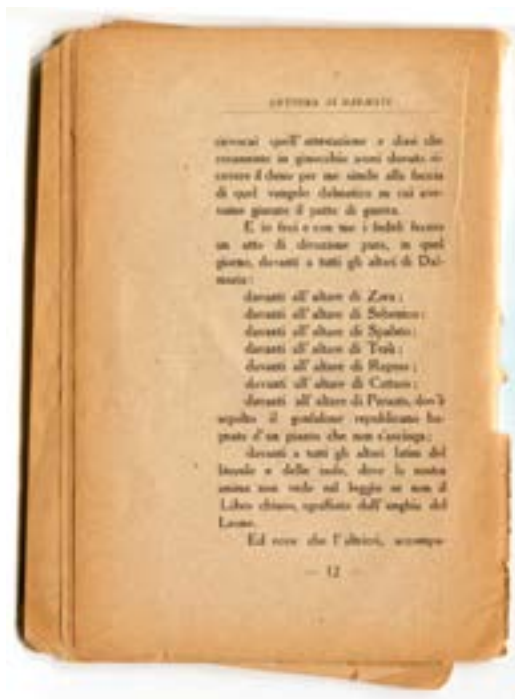 LETTERA AI DALMATI
invocai quell' attestazione e dissi che
veramente in ginocchio avrei dovuto ri-
cevere il dono per me simile alla faccia
di quel vangelo dalmatico su cui ave-
vamo giurato il patto di guerra.
E io feci e con me i fedeli fecero
un atto di divozione pura, in quel
giorno, davanti a tutti gli altari di Dal-
mazia:
davanti all' altare di Zara;
davanti all' altare di Sebenico;
davanti all' altare di Spalato;
davanti all' altare di Traù;
davanti all' altare di Ragusa;
davanti all' altare di Cattaro;
davanti all' altare di Perasto, dov'è
sepolto il gonfalone repubblicano ba-
gnato d'un pianto che non s'asciuga;
davanti a tutti gli altari latini del
litorale e delle isole, dove la nostra
anima non vede sul leggio se non il
Libro chiuso, sgraffiato dall'unghia del
Leone.
Ed ecco che l'altrieri, accompa-
— 12 —